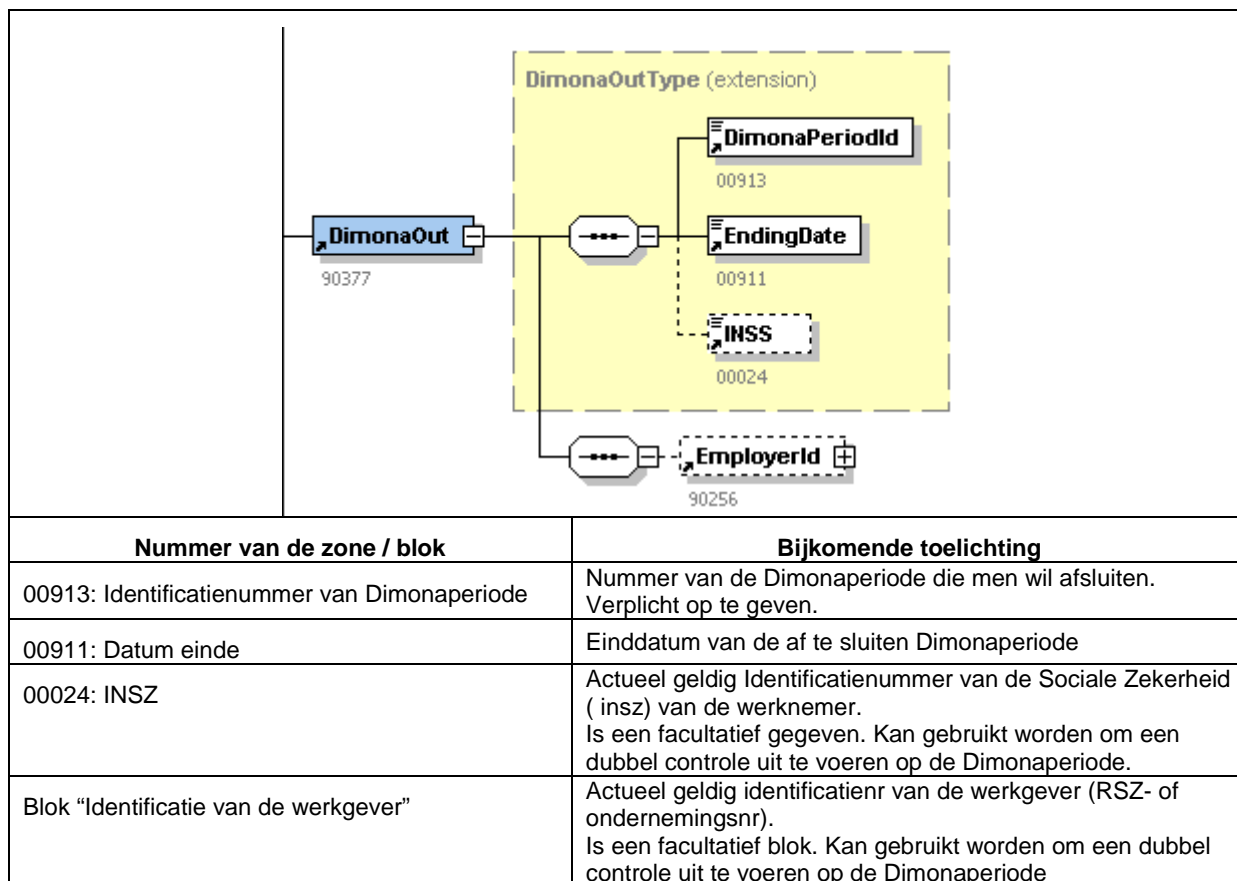 DimonaOutType (extension)
DimonaPeriodId
00913
DimonaOut
90377
EndingDate
00911
INSS
00024
EmployerId
90256
Nummer van de zone / blok
Bijkomende toelichting
00913: Identificatienummer van Dimonaperiode
Nummer van de Dimonaperiode die men wil afsluiten.
Verplicht op te geven.
00911: Datum einde
Einddatum van de af te sluiten Dimonaperiode
00024: INSZ
Actueel geldig Identificatienummer van de Sociale Zekerheid
( insz) van de werknemer.
Is een facultatief gegeven. Kan gebruikt worden om een
dubbel controle uit te voeren op de Dimonaperiode.
Blok “Identificatie van de werkgever”
Actueel geldig identificatienr van de werkgever (RSZ- of
ondernemingsnr).
Is een facultatief blok. Kan gebruikt worden om een dubbel
controle uit te voeren op de Dimonaperiode